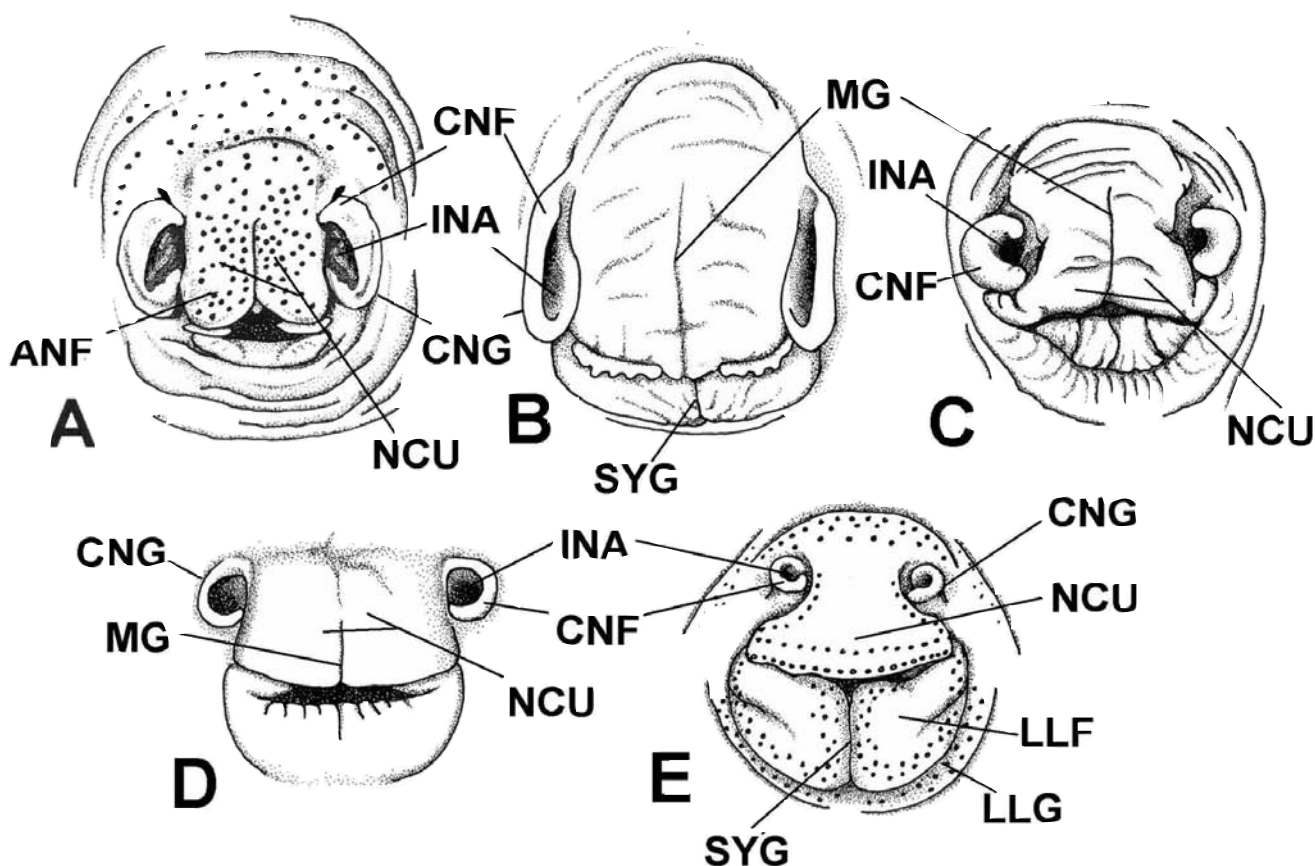 CNF
INA
ANF
CNG
A
NCU
MG
B
SYG
INA
CNF
C
NCU
CNG
MG
D
INA
CNF
NCU
CNG
NCU
LLF
LLG
E
SYG